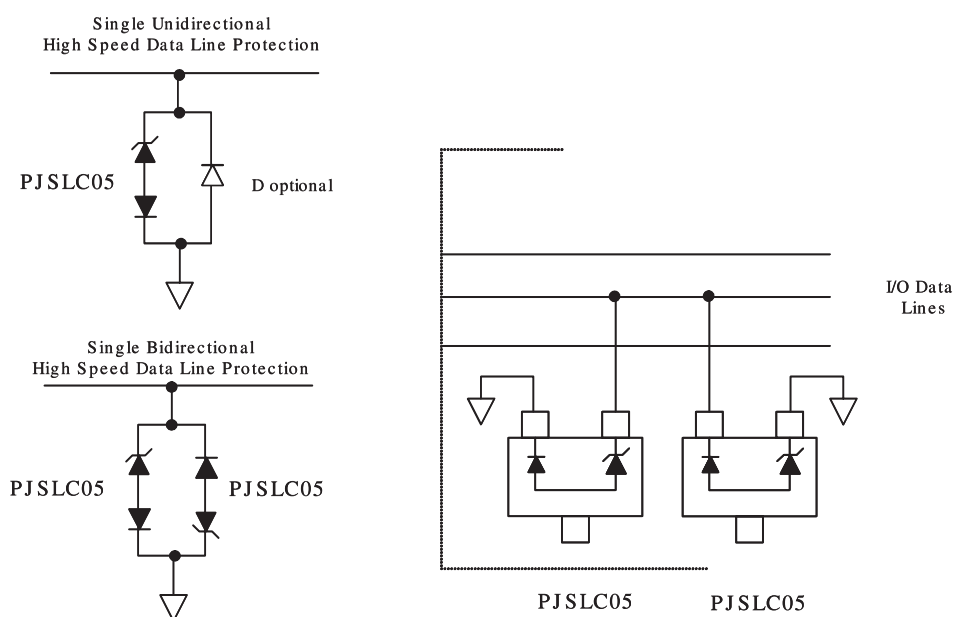 Single Unidirectional
High Speed Data Line Protection
PJSLC05
D optional
Single Bidirectional
High Speed Data Line Protection
PJSLC05
PJSLC05
I/O Data
Lines
PJSLC05
PJSLC05